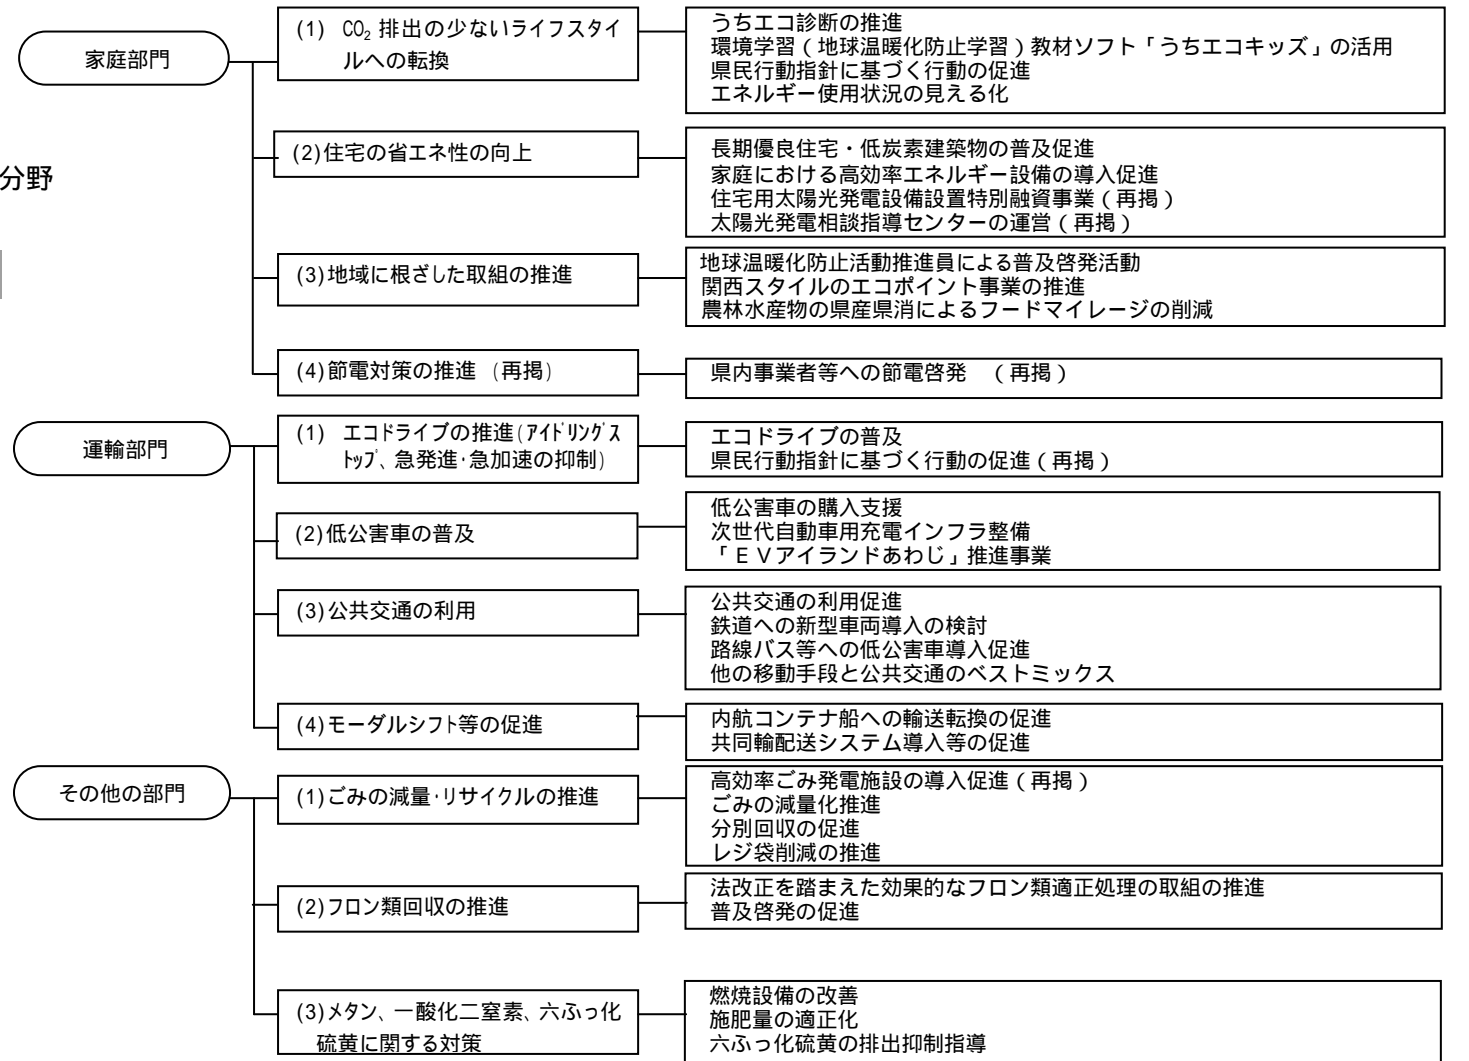 分野
家庭部門
(1) CO₂排出の少ないライフスタイ
ルへの転換
うちエコ診断の推進
環境学習(地球温暖化防止学習)教材ソフト「うちエコキッズ」の活用
県民行動指針に基づく行動の促進
エネルギー使用状況の見える化
(2)住宅の省エネ性の向上
長期優良住宅・低炭素建築物の普及促進
家庭における高効率エネルギー設備の導入促進
住宅用太陽光発電設備設置特別融資事業(再掲)
太陽光発電相談指導センターの運営(再掲)
(3)地域に根ざした取組の推進
地球温暖化防止活動推進員による普及啓発活動
関西スタイルのエコポイント事業の推進
農林水産物の県産県消によるフードマイレージの削減
(4)節電対策の推進 (再掲)
県内事業者等への節電啓発 (再掲)
運輸部門
(1) エコドライブの推進(ｱｲﾄﾞﾘﾝｸﾞｽ
ﾄｯﾌﾟ、急発進･急加速の抑制)
エコドライブの普及
県民行動指針に基づく行動の促進(再掲)
(2)低公害車の普及
低公害車の購入支援
次世代自動車用充電インフラ整備
「EVアイランドあわじ」推進事業
(3)公共交通の利用
公共交通の利用促進
鉄道への新型車両導入の検討
路線バス等への低公害車導入促進
他の移動手段と公共交通のベストミックス
(4)モーダルシフト等の促進
内航コンテナ船への輸送転換の促進
共同輸配送システム導入等の促進
その他の部門
(1)ごみの減量･リサイクルの推進
高効率ごみ発電施設の導入促進(再掲)
ごみの減量化推進
分別回収の促進
レジ袋削減の推進
(2)フロン類回収の推進
法改正を踏まえた効果的なフロン類適正処理の取組の推進
普及啓発の促進
(3)メタン、一酸化二窒素、六ふっ化
硫黄に関する対策
燃焼設備の改善
施肥量の適正化
六ふっ化硫黄の排出抑制指導